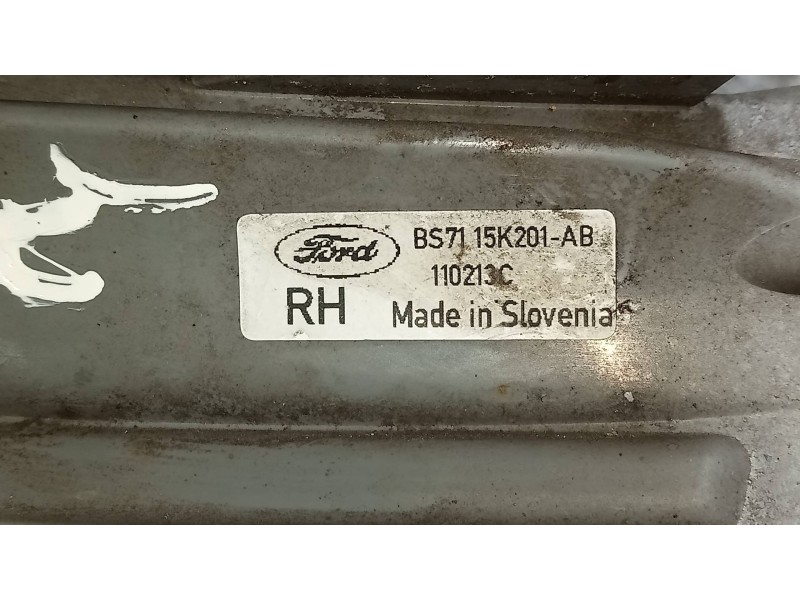 Ford
BS71 15K201-AB
110213C
RH
Made in Slovenia